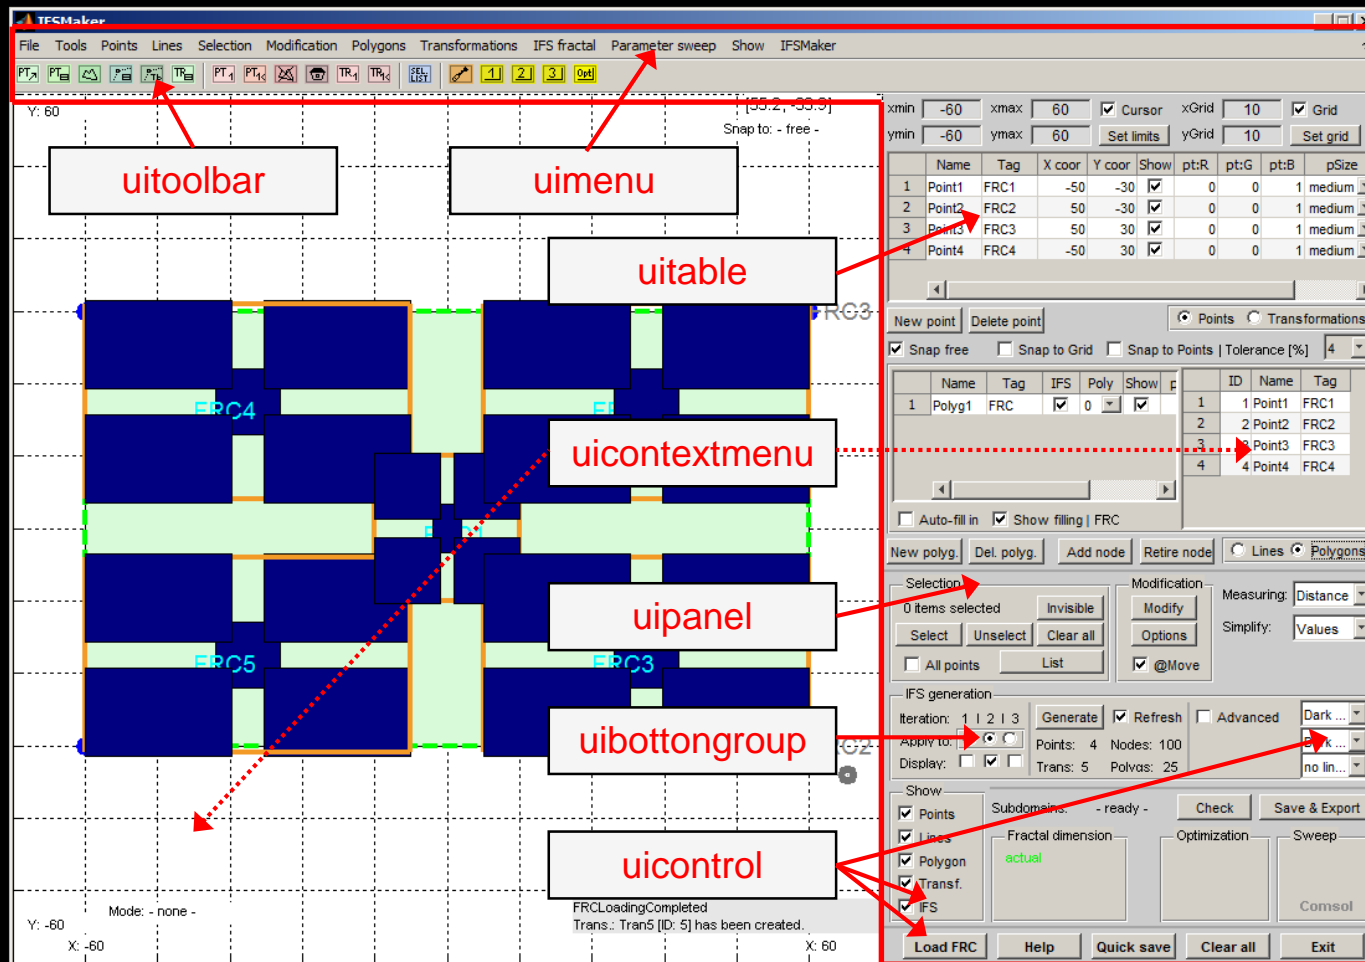 IFSMaker
File Tools Points Lines Selection Modification Polygons Transformations IFS fractal Parameter sweep Show IFSMaker
SEL LIST 1 2 3 Opt
Y: 60
Snap to: - free -
uitoolbar
uimenu
uitable
uicontextmenu
uipanel
uibottongroup
uicontrol
FRC3
FRC4
FRC5
FRC3
Mode: - none -
Y: -60
X: -60
X: 60
FRCLoadingCompleted
Trans.: Tran5 [ID: 5] has been created.
xmin -60 xmax 60 Cursor xGrid 10 Grid
ymin -60 ymax 60 Set limits yGrid 10 Set grid
Name Tag X coor Y coor Show pt:R pt:G pt:B pSize
1 Point1 FRC1 -50 -30 0 0 1 medium
2 Point2 FRC2 50 -30 0 0 1 medium
3 Point3 FRC3 50 30 0 0 1 medium
4 Point4 FRC4 -50 30 0 0 1 medium
New point Delete point Points Transformations
Snap free Snap to Grid Snap to Points | Tolerance [%] 4
Name Tag IFS Poly Show
1 Polyg1 FRC 0
ID Name Tag
1 1 Point1 FRC1
2 2 Point2 FRC2
3 3 Point3 FRC3
4 4 Point4 FRC4
Auto-fill in Show filling | FRC
New polyg. Del. polyg. Add node Retire node Lines Polygons
Selection
0 items selected Invisible
Select Unselect Clear all
All points List
Modification
Modify
Options
@Move
Measuring: Distance
Simplify: Values
IFS generation
Iteration: 1 | 2 | 3 Generate Refresh Advanced Dark ...
Apply to: Points: 4 Nodes: 100 Dark ...
Display: Trans: 5 Polygs: 25 no lin...
Show
Points
Lines
Polygon
Transf.
IFS
Subdomains: - ready - Check Save & Export
Fractal dimension
actual
Optimization
Sweep
Comsol
Load FRC Help Quick save Clear all Exit